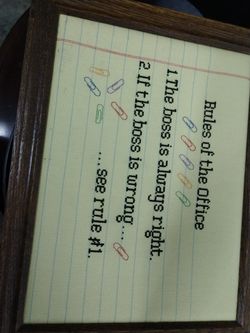 Rules of the Office
1.The boss is always right.
2.If the boss is wrong...
....see rule #1.